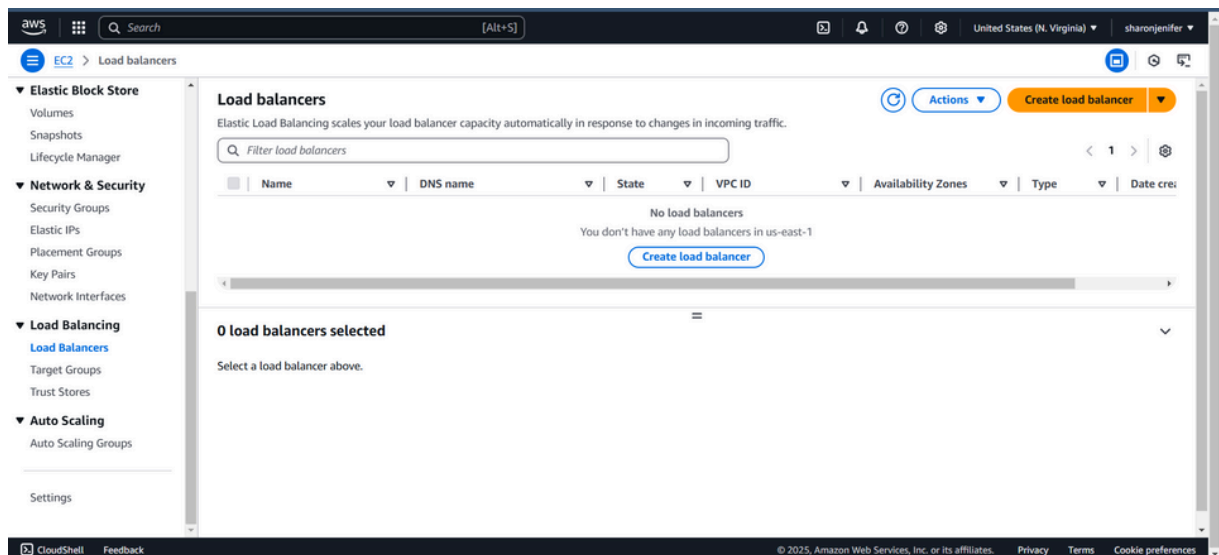 aws Search [Alt+S] United States (N. Virginia) sharonjenifer
EC2 > Load balancers
Elastic Block Store
Volumes
Snapshots
Lifecycle Manager
Network & Security
Security Groups
Elastic IPs
Placement Groups
Key Pairs
Network Interfaces
Load Balancing
Load Balancers
Target Groups
Trust Stores
Auto Scaling
Auto Scaling Groups
Settings
Load balancers
Actions
Create load balancer
Elastic Load Balancing scales your load balancer capacity automatically in response to changes in incoming traffic.
Filter load balancers
< 1 >
Name DNS name State VPC ID Availability Zones Type Date crea
No load balancers
You don't have any load balancers in us-east-1
Create load balancer
0 load balancers selected
Select a load balancer above.
CloudShell Feedback © 2025, Amazon Web Services, Inc. or its affiliates. Privacy Terms Cookie preferences